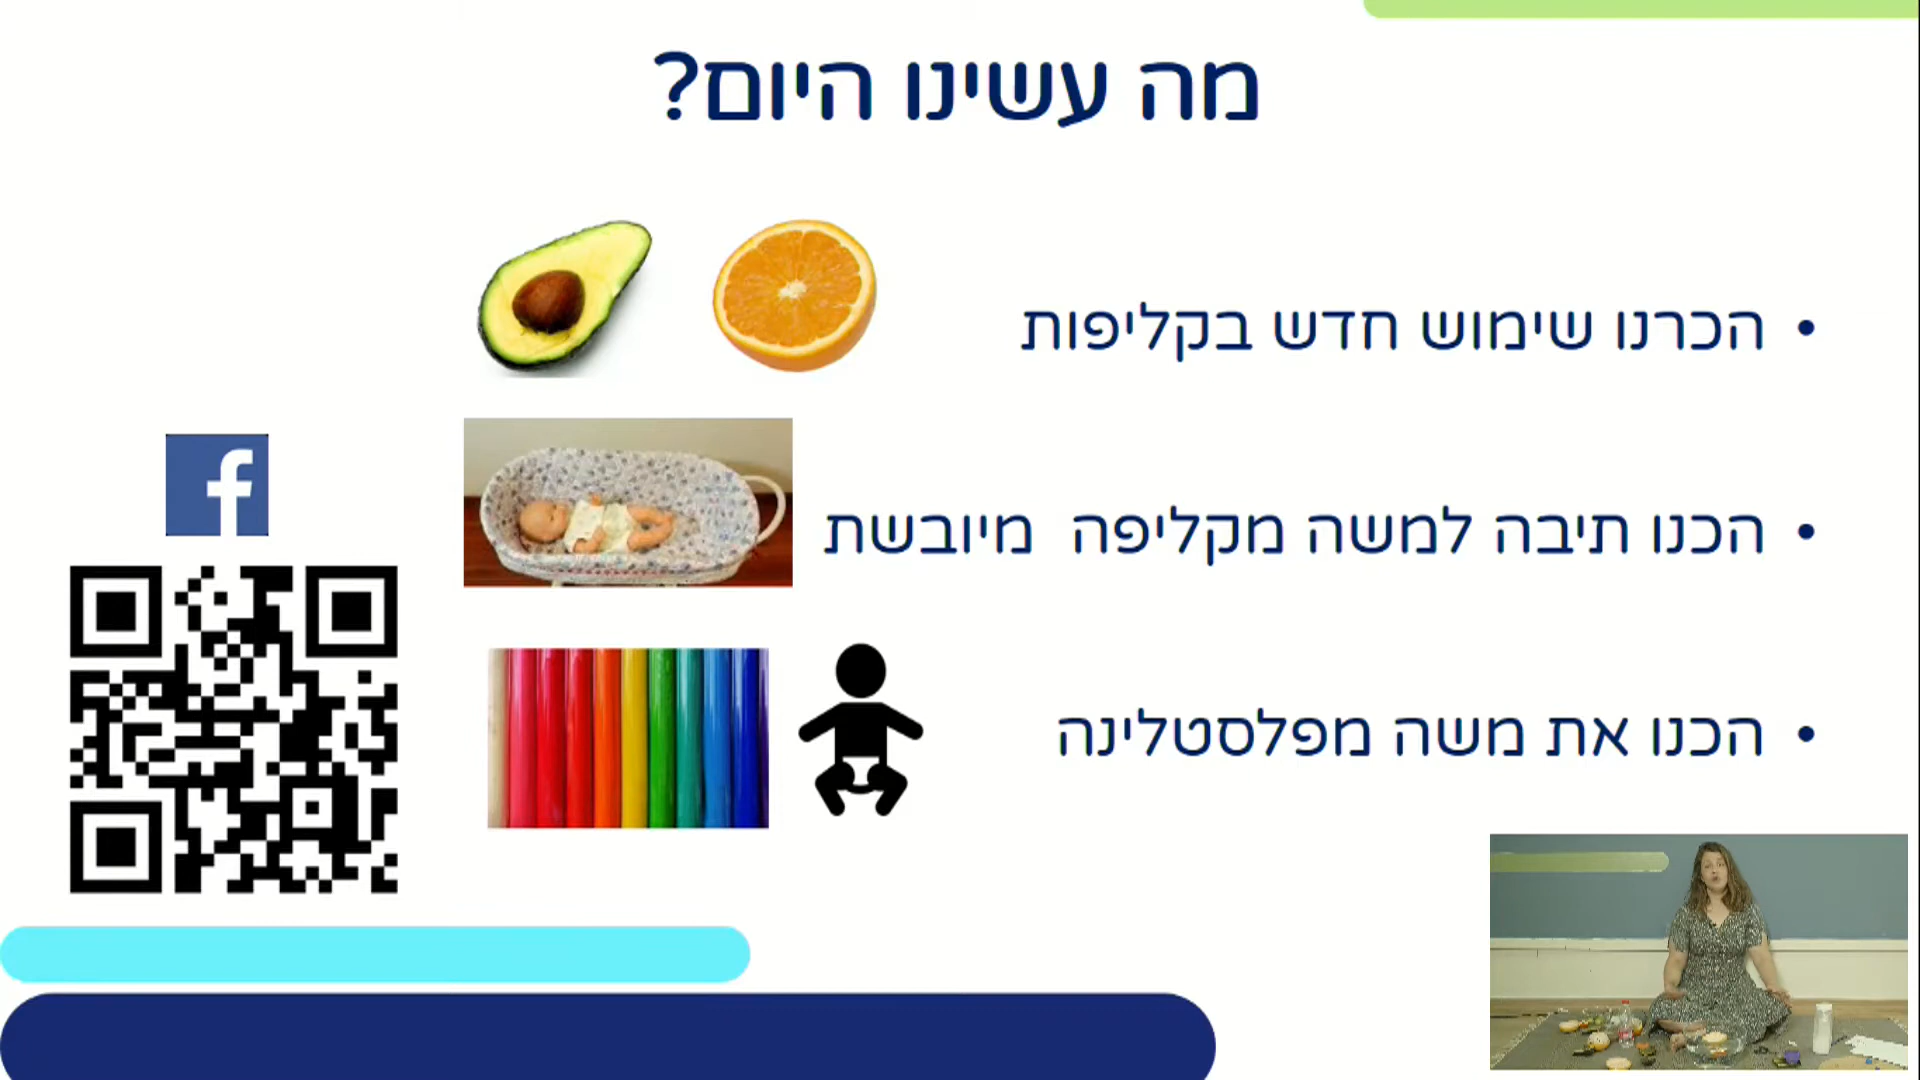 מה עשינו היום?
• הכרנו שימוש חדש בקליפות
• הכנו תיבה למשה מקליפה מיובשת
• הכנו את משה מפלסטלינה
f